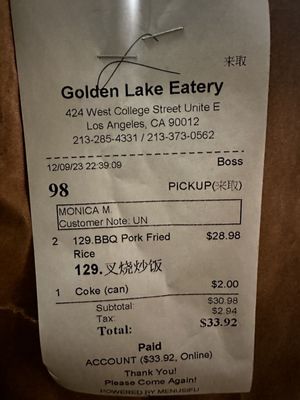 来取
Golden Lake Eatery
424 West College Street Unite E
Los Angeles, CA 90012
213-285-4331 / 213-373-0562
12/09/23 22:39:09 Boss
98 PICKUP(来取)
MONICA M
Customer Note: UN
2 129.BBQ Pork Fried Rice $28.98
129.叉烧炒饭
1 Coke (can) $2.00
Subtotal: $30.98
Tax: $2.94
Total: $33.92
Paid
ACCOUNT ($33.92, Online)
Thank You!
Please Come Again!
POWERED BY MENUSIFU